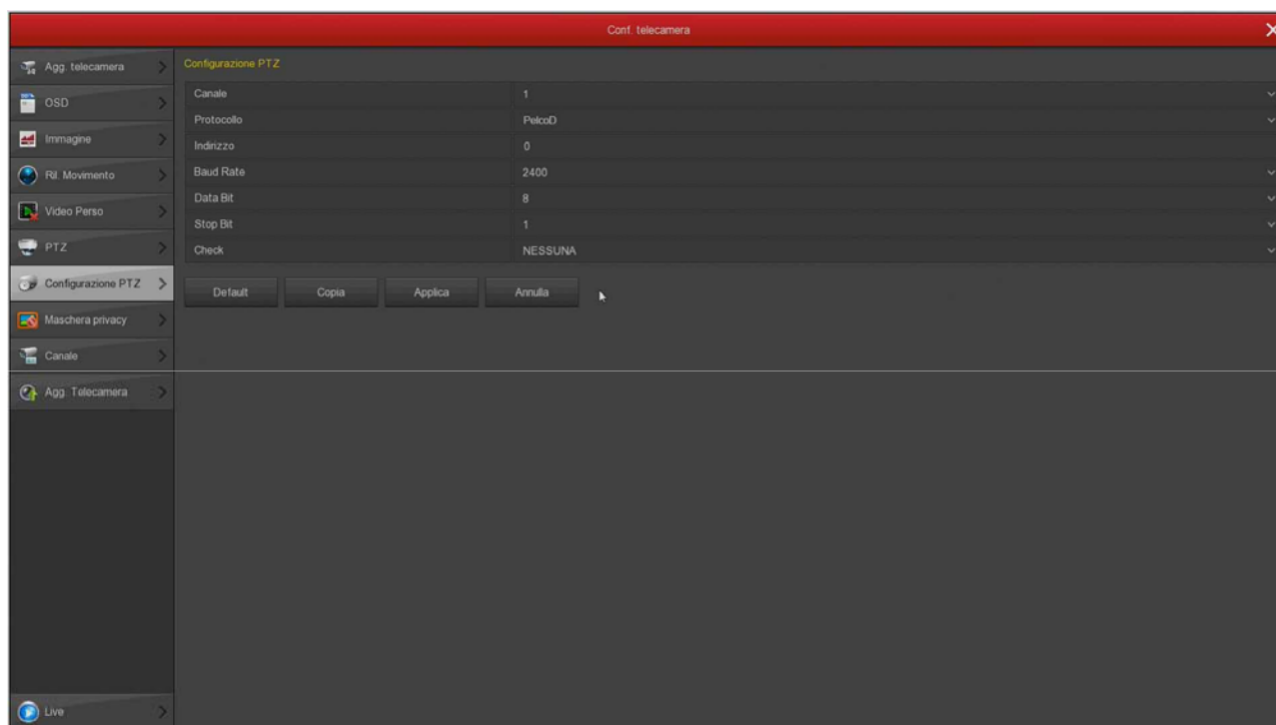 Conf. telecamera
Agg. telecamera
OSD
Immagine
Ril. Movimento
Video Perso
PTZ
Configurazione PTZ
Maschera privacy
Canale
Agg. Telecamera
Live
Configurazione PTZ
Canale 1
Protocollo PelcoD
Indirizzo 0
Baud Rate 2400
Data Bit 8
Stop Bit 1
Check NESSUNA
Default Copia Applica Annulla